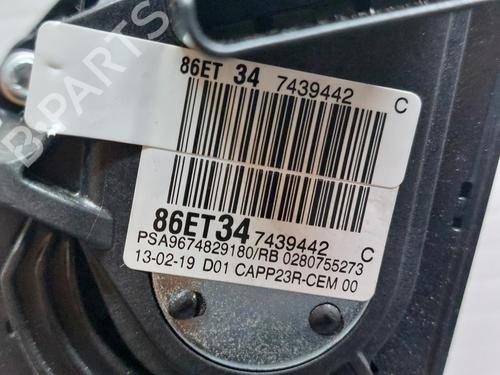 B-PARTS
86ET 34 7439442 C
86ET34 7439442 C
PSA9674829180/RB 0280755273
13-02-19 D01 CAPP23R-CEM 00